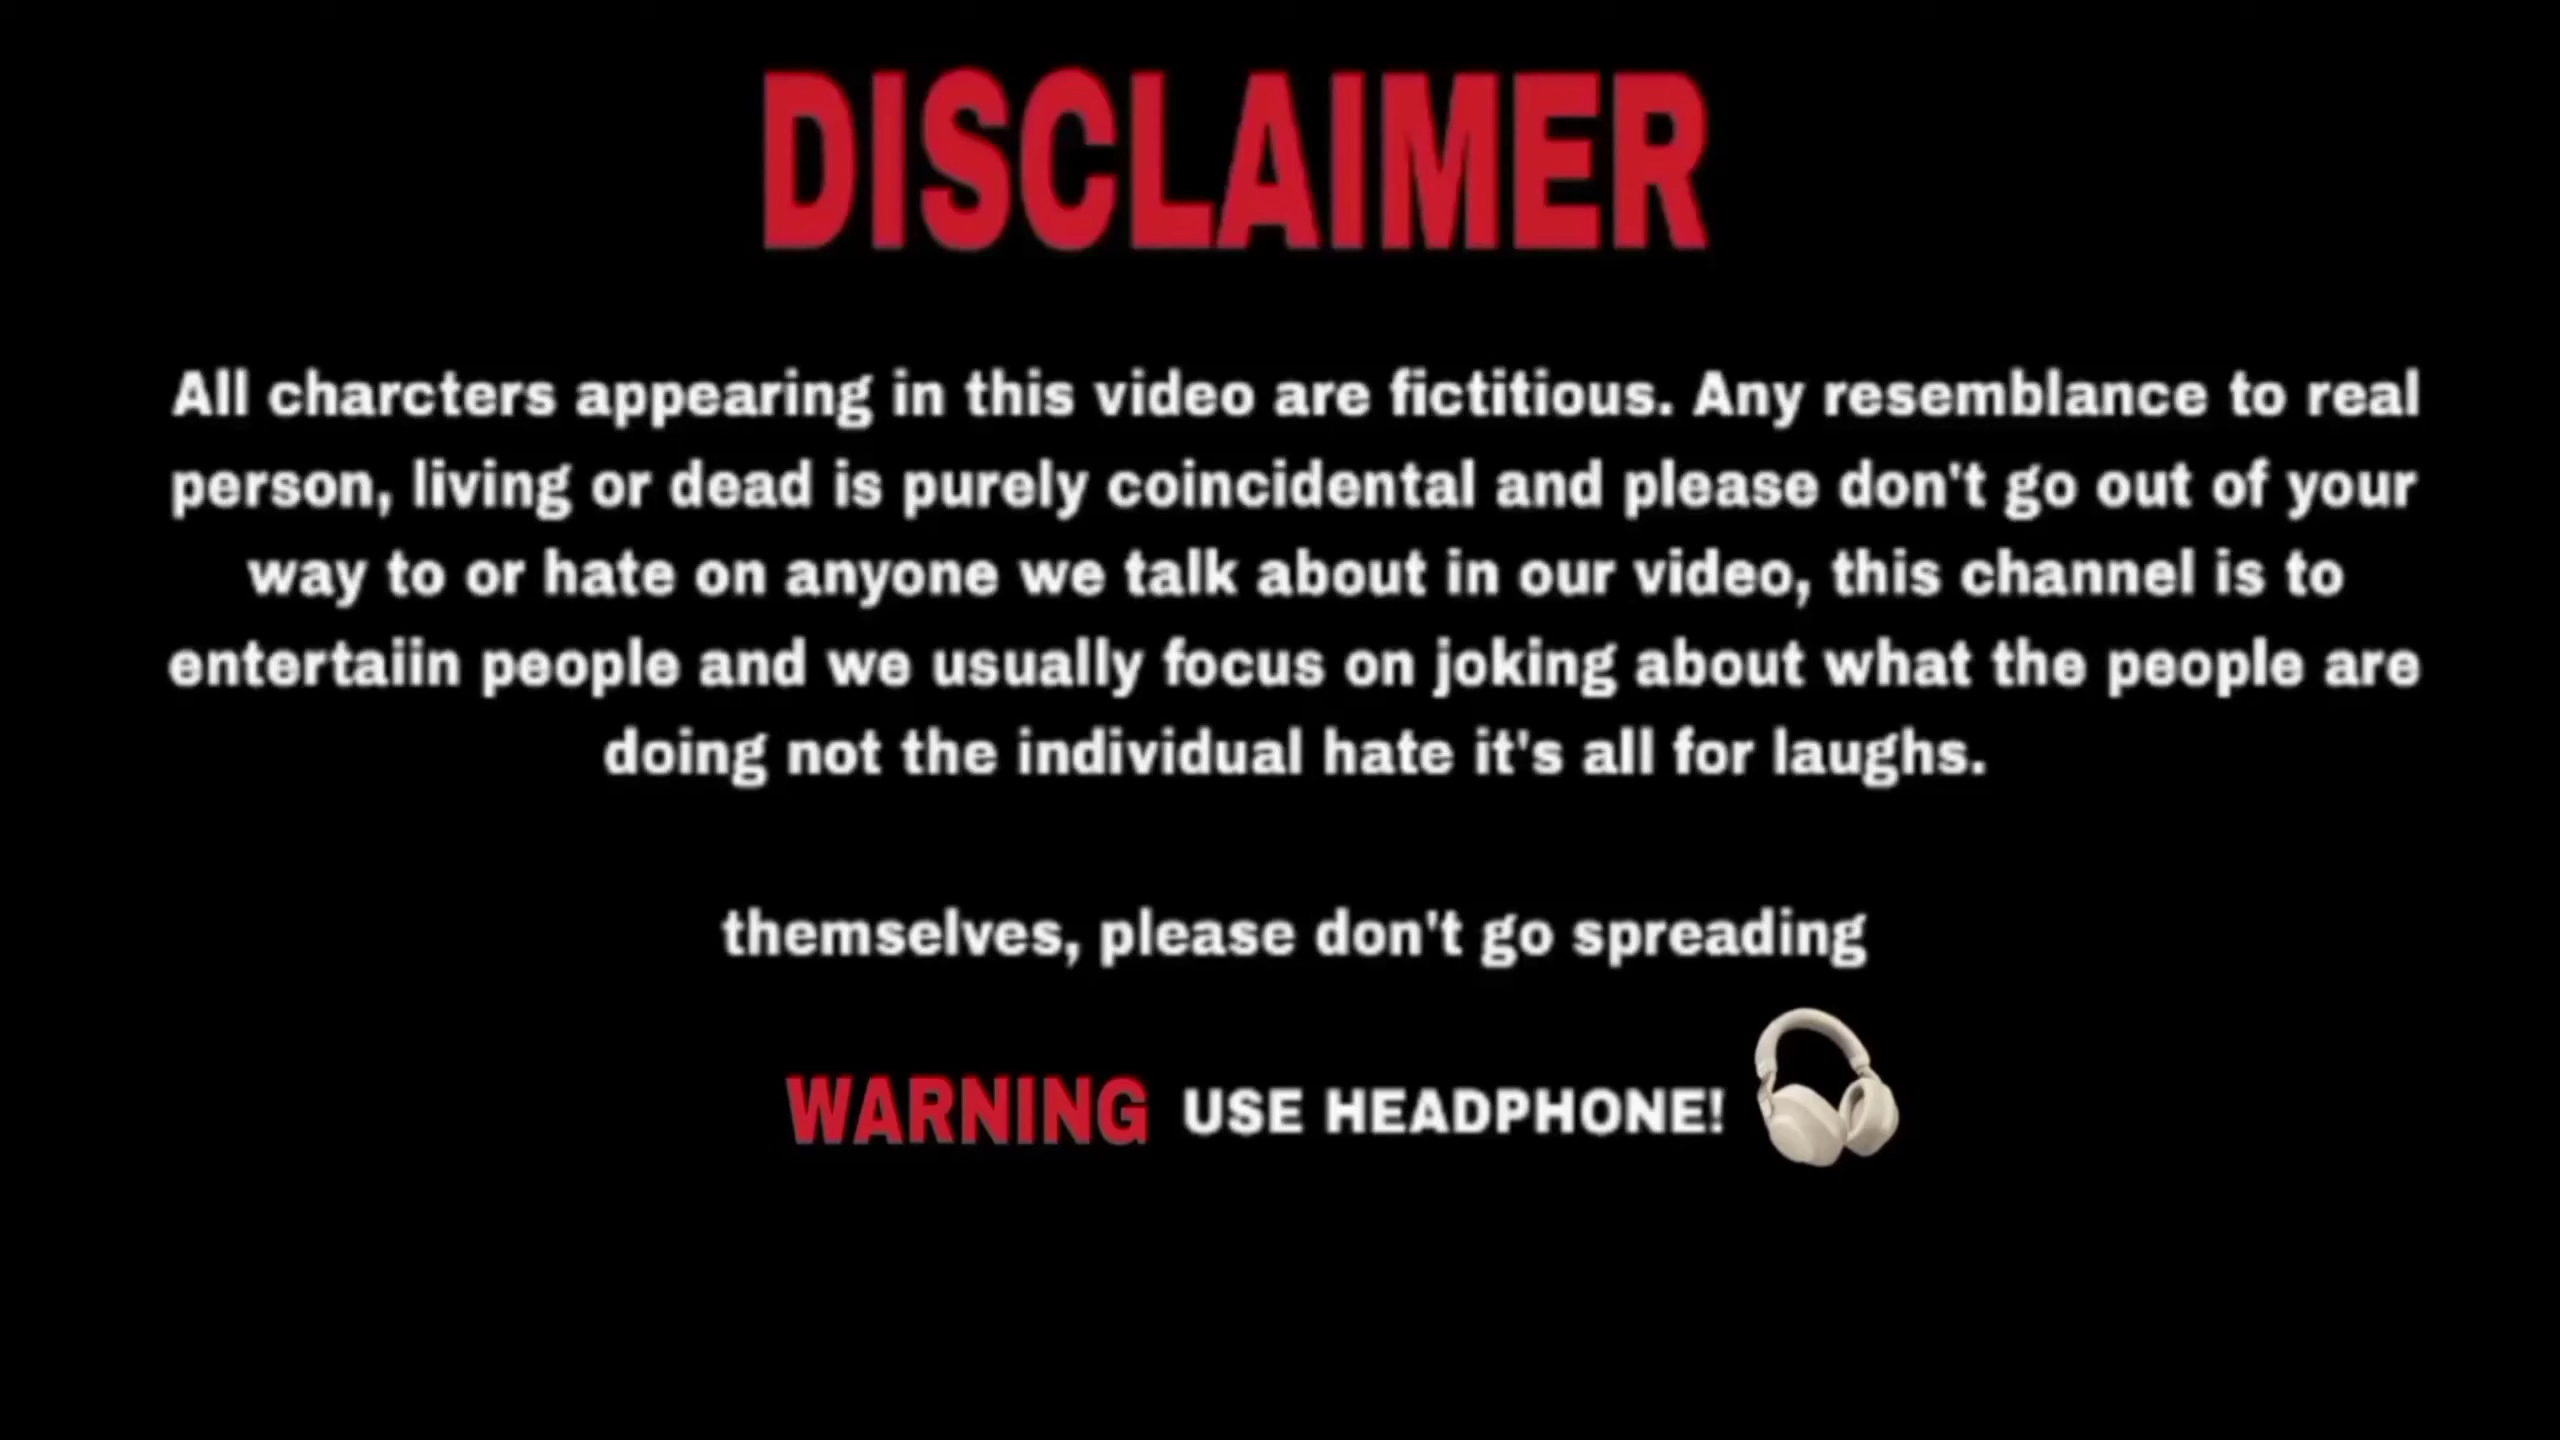 DISCLAIMER
All charcters appearing in this video are fictitious. Any resemblance to real
person, living or dead is purely coincidental and please don't go out of your
way to or hate on anyone we talk about in our video, this channel is to
entertaiin people and we usually focus on joking about what the people are
doing not the individual hate it's all for laughs.
themselves, please don't go spreading
WARNING USE HEADPHONE!